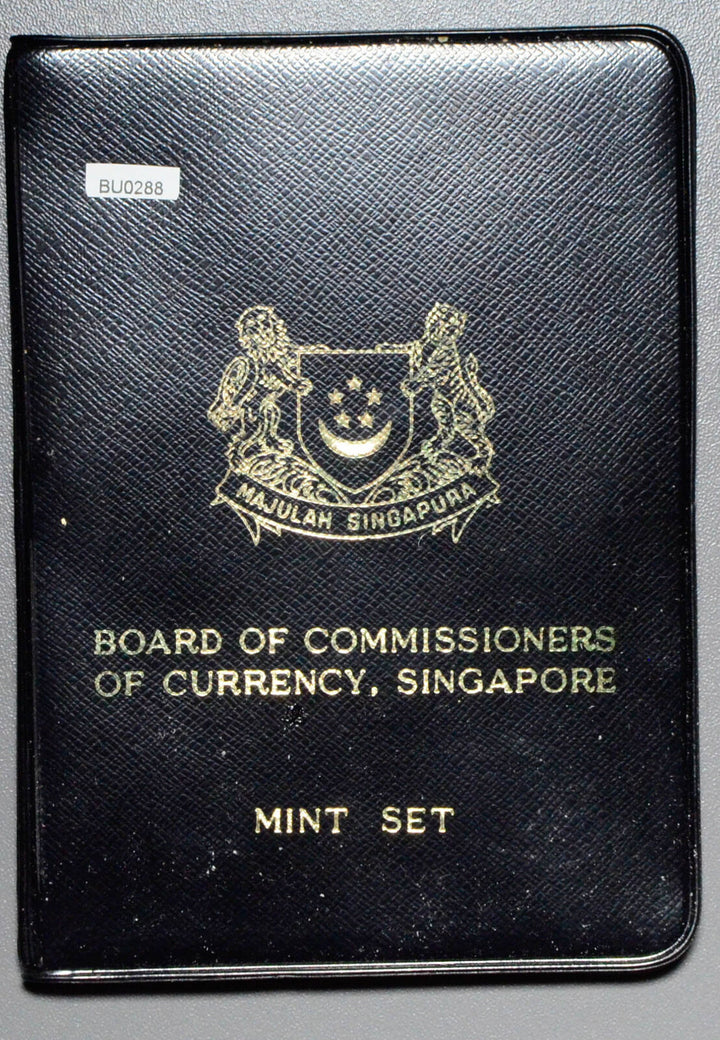 BU0288
MAJULAH SINGAPURA
BOARD OF COMMISSIONERS
OF CURRENCY, SINGAPORE
MINT SET